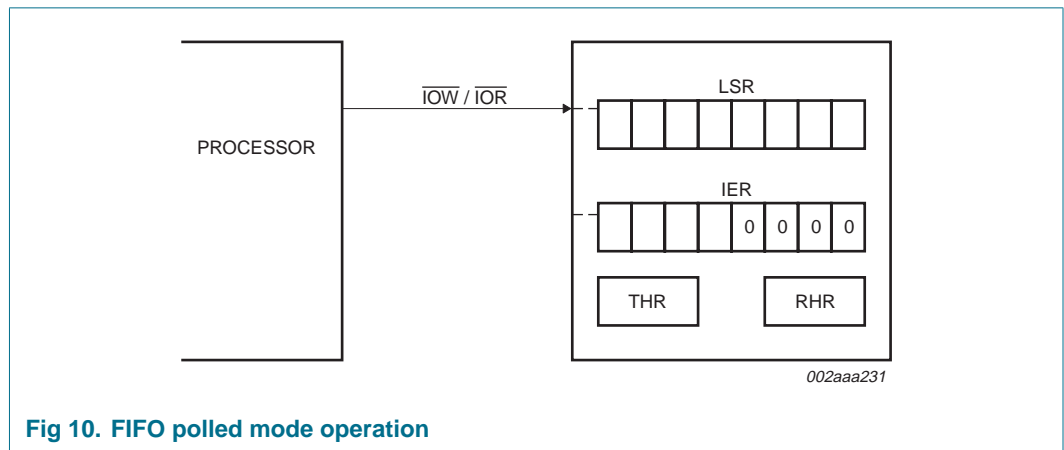 LSR
IOW / IOR
PROCESSOR
IER
0 0 0 0
THR RHR
002aaa231
Fig 10. FIFO polled mode operation